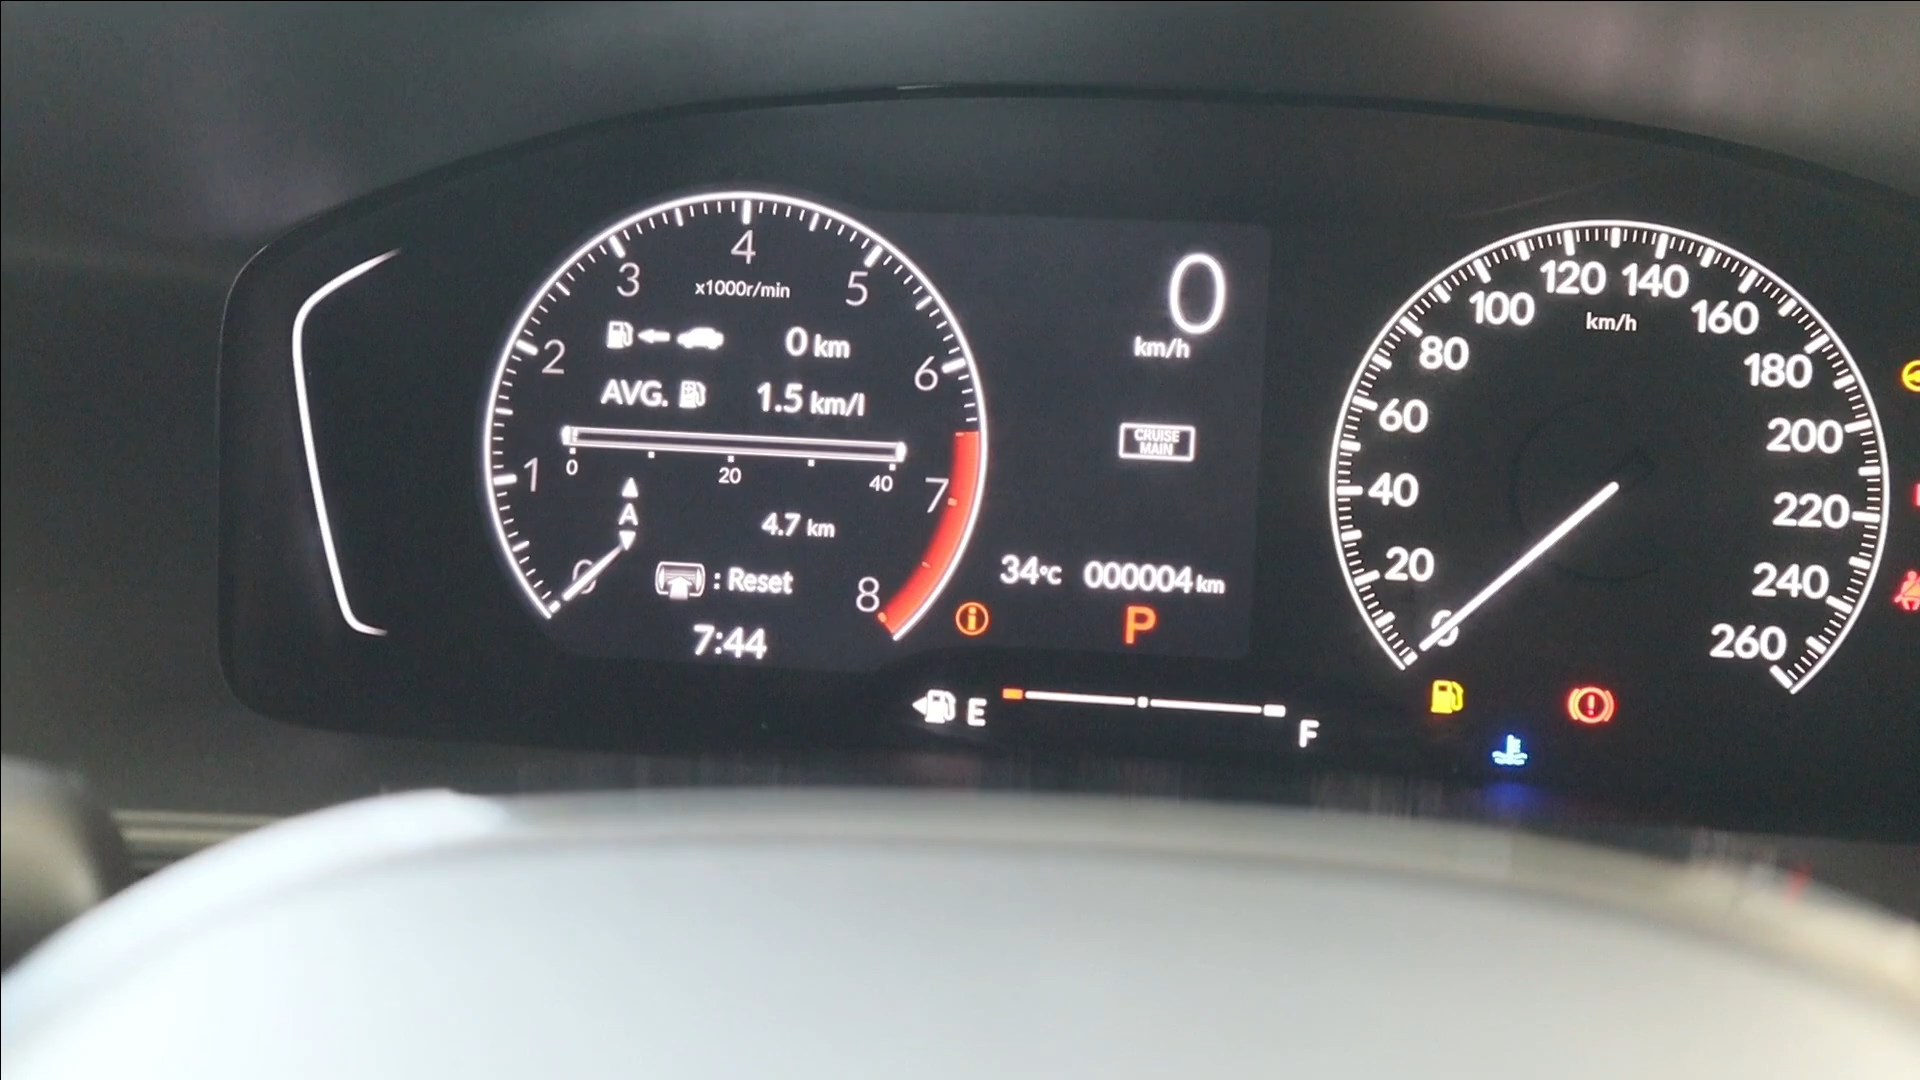 4
3
5
x1000r/min
2
0 km
6
AVG. 1.5 km/l
1
0 20 40
7
A
4.7 km
0
: Reset
8
7:44
0
km/h
CRUISE
MAIN
34°c 000004 km
P
E
F
120 140
100
km/h
160
80
180
60
200
40
220
20
240
0
260